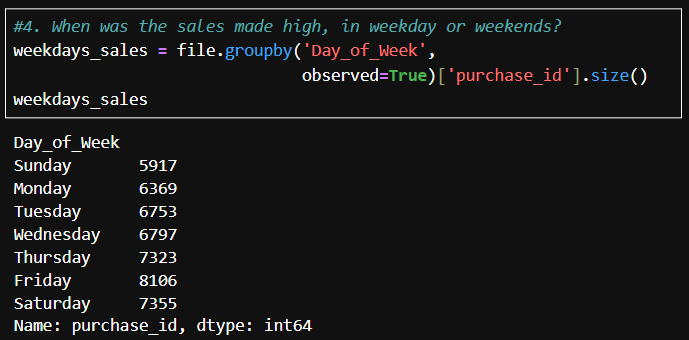 #4. When was the sales made high, in weekday or weekends?
weekdays_sales = file.groupby('Day_of_Week',
                              observed=True)['purchase_id'].size()
weekdays_sales
Day_of_Week
Sunday       5917
Monday       6369
Tuesday      6753
Wednesday    6797
Thursday     7323
Friday       8106
Saturday     7355
Name: purchase_id, dtype: int64